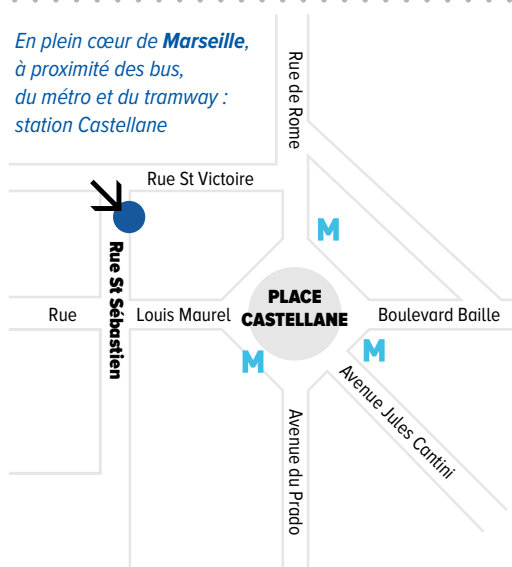 En plein cœur de Marseille,
à proximité des bus,
du métro et du tramway :
station Castellane
Rue de Rome
Rue St Victoire
M
Rue St Sébastien
Rue
Louis Maurel
PLACE
CASTELLANE
Boulevard Baille
M
M
Avenue Jules Cantini
Avenue du Prado